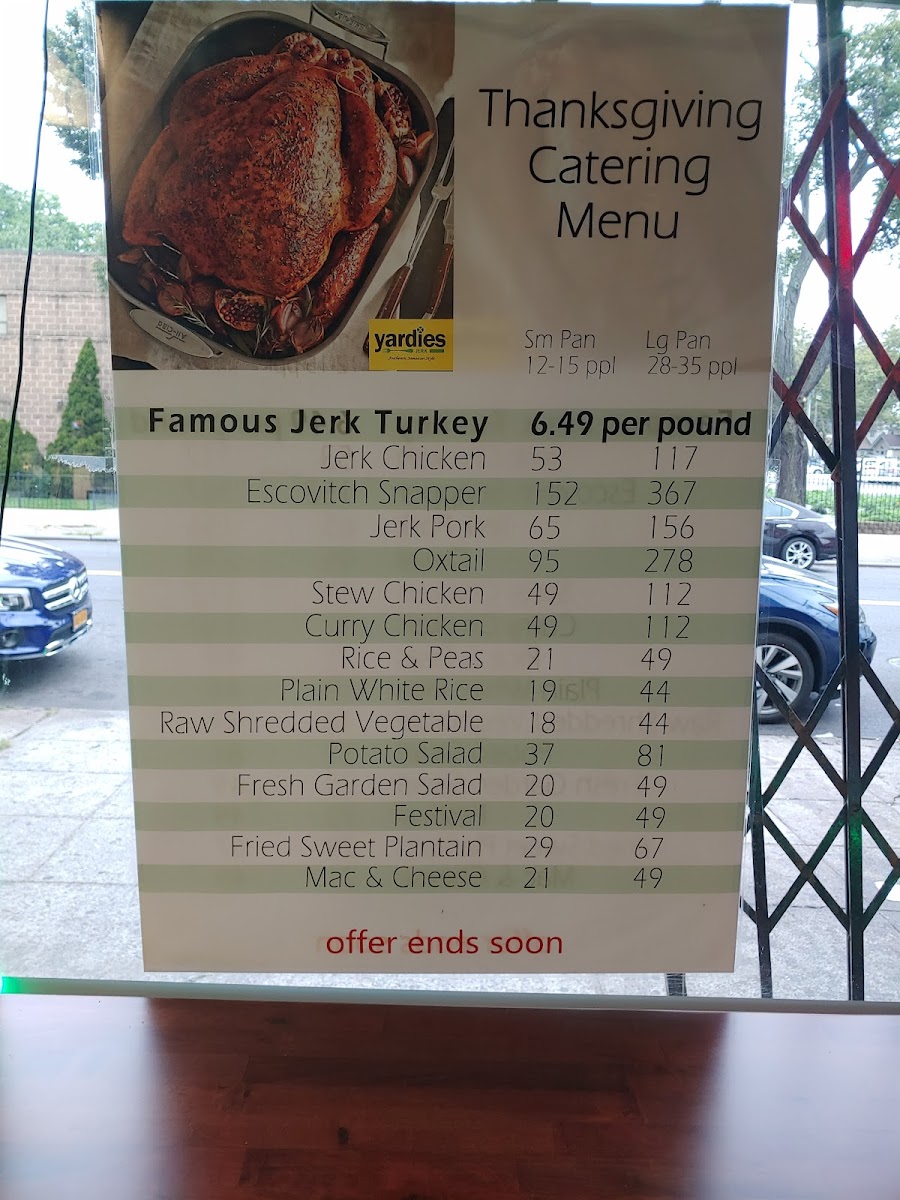 All-Clad
Thanksgiving
Catering
Menu
yardies
JERK
Sm Pan Lg Pan
12-15 ppl 28-35 ppl
Famous Jerk Turkey 6.49 per pound
Jerk Chicken 53 117
Escovitch Snapper 152 367
Jerk Pork 65 156
Oxtail 95 278
Stew Chicken 49 112
Curry Chicken 49 112
Rice & Peas 21 49
Plain White Rice 19 44
Raw Shredded Vegetable 18 44
Potato Salad 37 81
Fresh Garden Salad 20 49
Festival 20 49
Fried Sweet Plantain 29 67
Mac & Cheese 21 49
offer ends soon